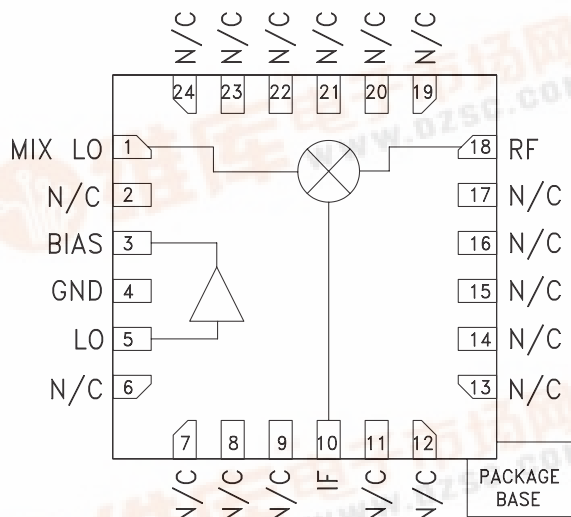 N/C N/C N/C N/C N/C N/C
24 23 22 21 20 19
MIX LO 1
18 RF
N/C 2
17 N/C
BIAS 3
16 N/C
GND 4
15 N/C
LO 5
14 N/C
N/C 6
13 N/C
7 8 9 10 11 12
N/C N/C N/C IF N/C N/C
PACKAGE
BASE